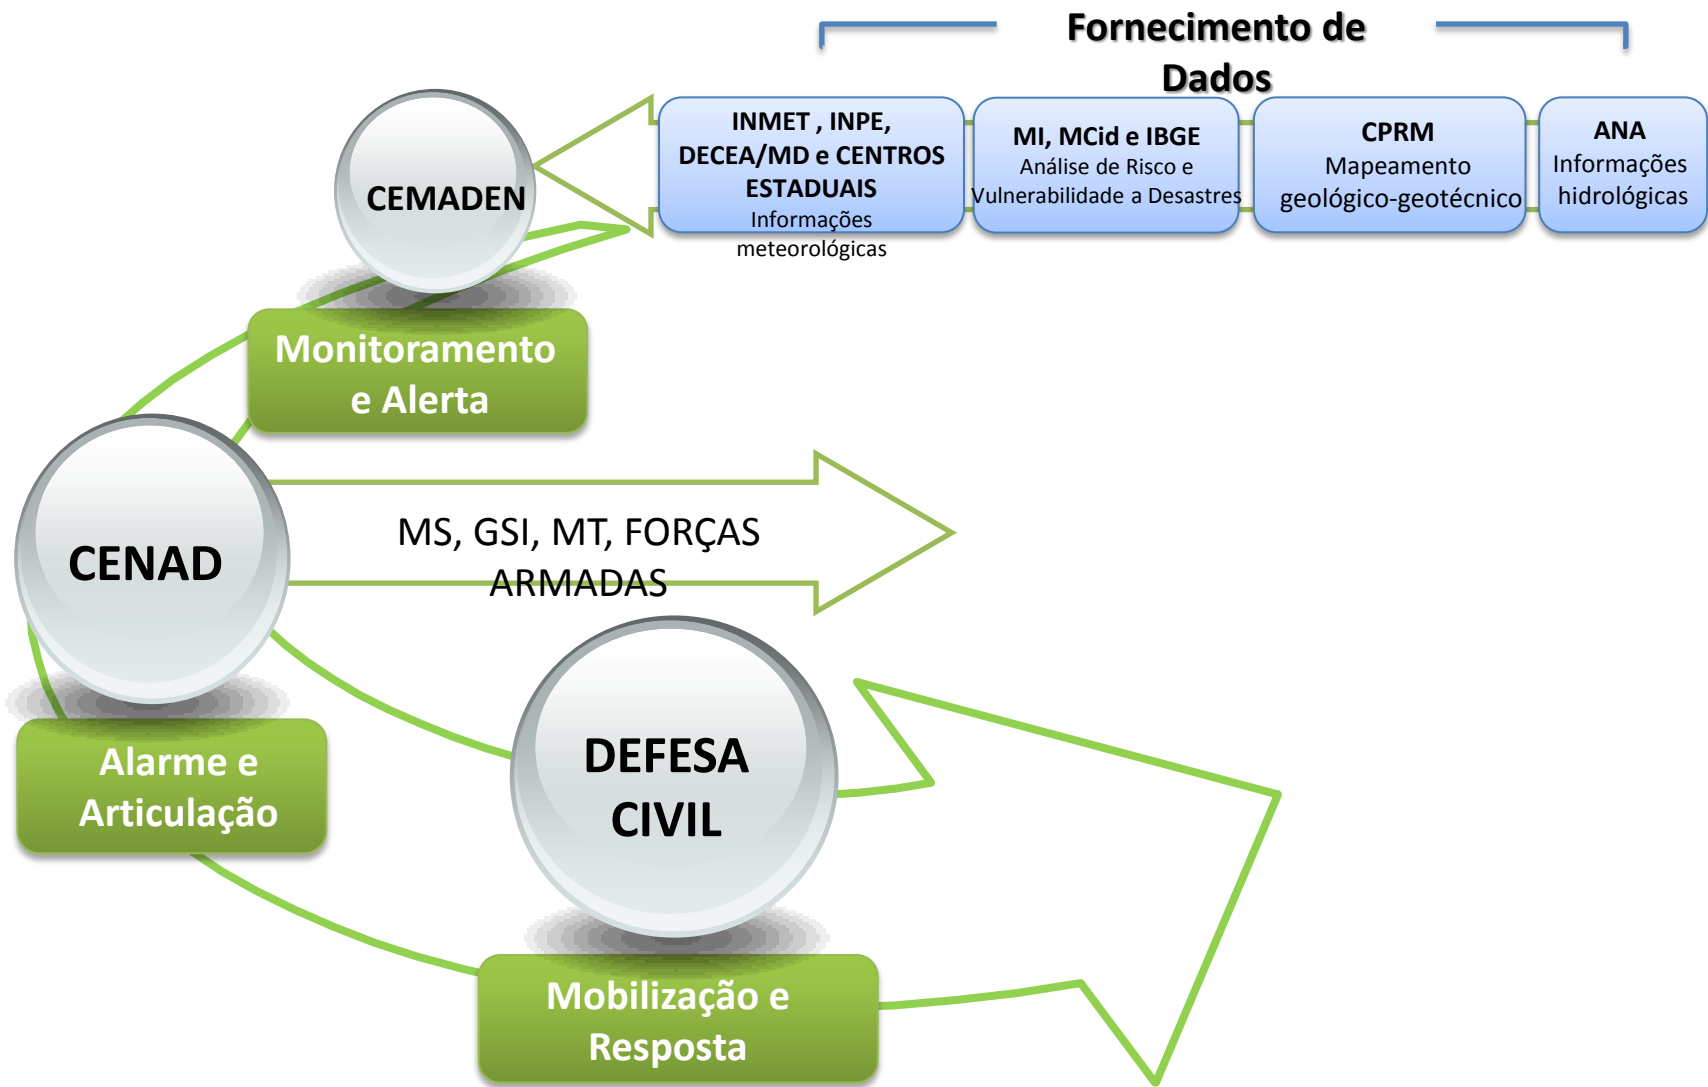 Fornecimento de
Dados
INMET , INPE,
DECEA/MD e CENTROS
ESTADUAIS
Informações
meteorológicas
MI, MCid e IBGE
Análise de Risco e
Vulnerabilidade a Desastres
CPRM
Mapeamento
geológico-geotécnico
ANA
Informações
hidrológicas
CEMADEN
Monitoramento
e Alerta
CENAD
MS, GSI, MT, FORÇAS
ARMADAS
Alarme e
Articulação
DEFESA
CIVIL
Mobilização e
Resposta